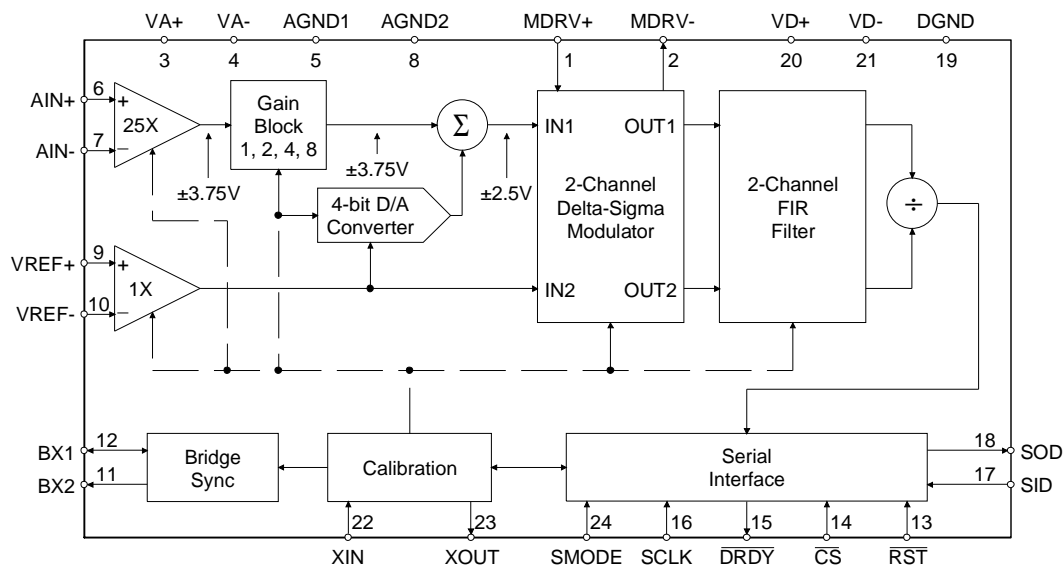 VA+ VA- AGND1 AGND2 MDRV+ MDRV- VD+ VD- DGND
3 4 5 8 1 2 20 21 19
AIN+ 6
AIN- 7
+
25X
−
Gain
Block
1, 2, 4, 8
Σ
±3.75V
±3.75V
±2.5V
4-bit D/A
Converter
IN1 OUT1
2-Channel
Delta-Sigma
Modulator
IN2 OUT2
2-Channel
FIR
Filter
÷
VREF+ 9
VREF- 10
+
1X
−
BX1 12
BX2 11
Bridge
Sync
Calibration
Serial
Interface
18 SOD
17 SID
22 23 24 16 15 14 13
XIN XOUT SMODE SCLK D̅R̅D̅Y̅ C̅S̅ R̅S̅T̅